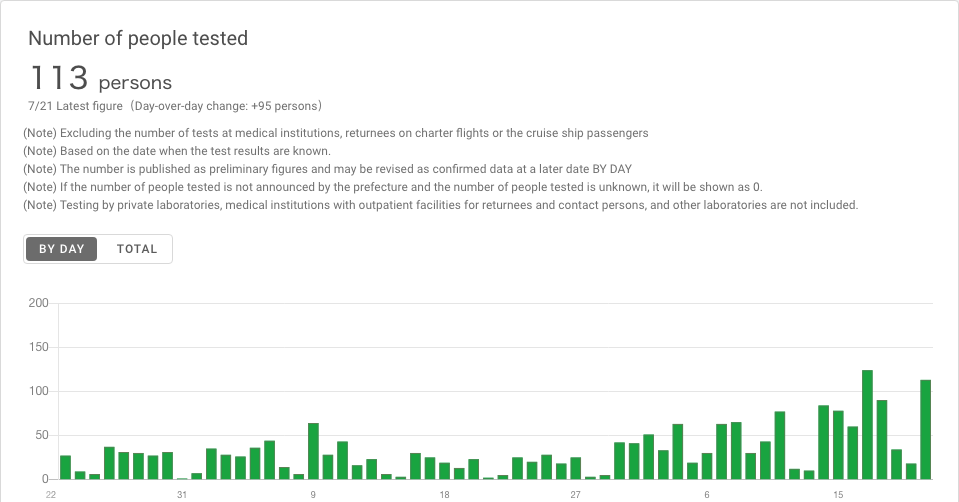 Number of people tested
113 persons
7/21 Latest figure（Day-over-day change: +95 persons）
(Note) Excluding the number of tests at medical institutions, returnees on charter flights or the cruise ship passengers
(Note) Based on the date when the test results are known.
(Note) The number is published as preliminary figures and may be revised as confirmed data at a later date BY DAY
(Note) If the number of people tested is not announced by the prefecture and the number of people tested is unknown, it will be shown as 0.
(Note) Testing by private laboratories, medical institutions with outpatient facilities for returnees and contact persons, and other laboratories are not included.
BY DAY TOTAL
200
150
100
50
0
22 31 9 18 27 6 15